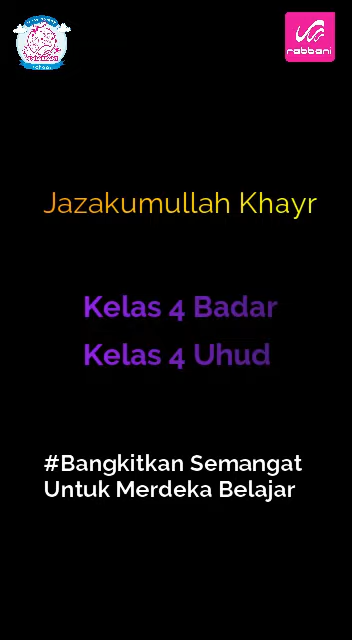 rabbani
Jazakumullah Khayr
Kelas 4 Badar
Kelas 4 Uhud
#Bangkitkan Semangat
Untuk Merdeka Belajar